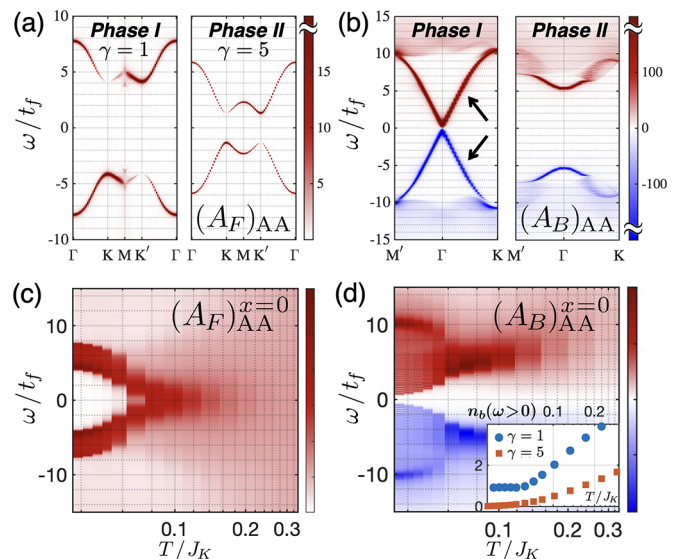 (a) Phase I Phase II
γ = 1 γ = 5
10
5
0
-5
-10
ω / t_f
Γ K M K′ Γ Γ K M K′ Γ
(A_F)_AA
15
10
5
(b) Phase I Phase II
15
10
5
0
-5
-10
-15
ω / t_f
M′ Γ K M′ Γ K
(A_B)_AA
100
0
-100
(c) (A_F)_AA^{x=0}
10
0
-10
ω / t_f
0.1 0.2 0.3
T / J_K
(d) (A_B)_AA^{x=0}
10
0
-10
ω / t_f
n_b(ω>0) 0.1 0.2
γ = 1
γ = 5
2
0
T/J_K
0.1 0.2 0.3
T / J_K